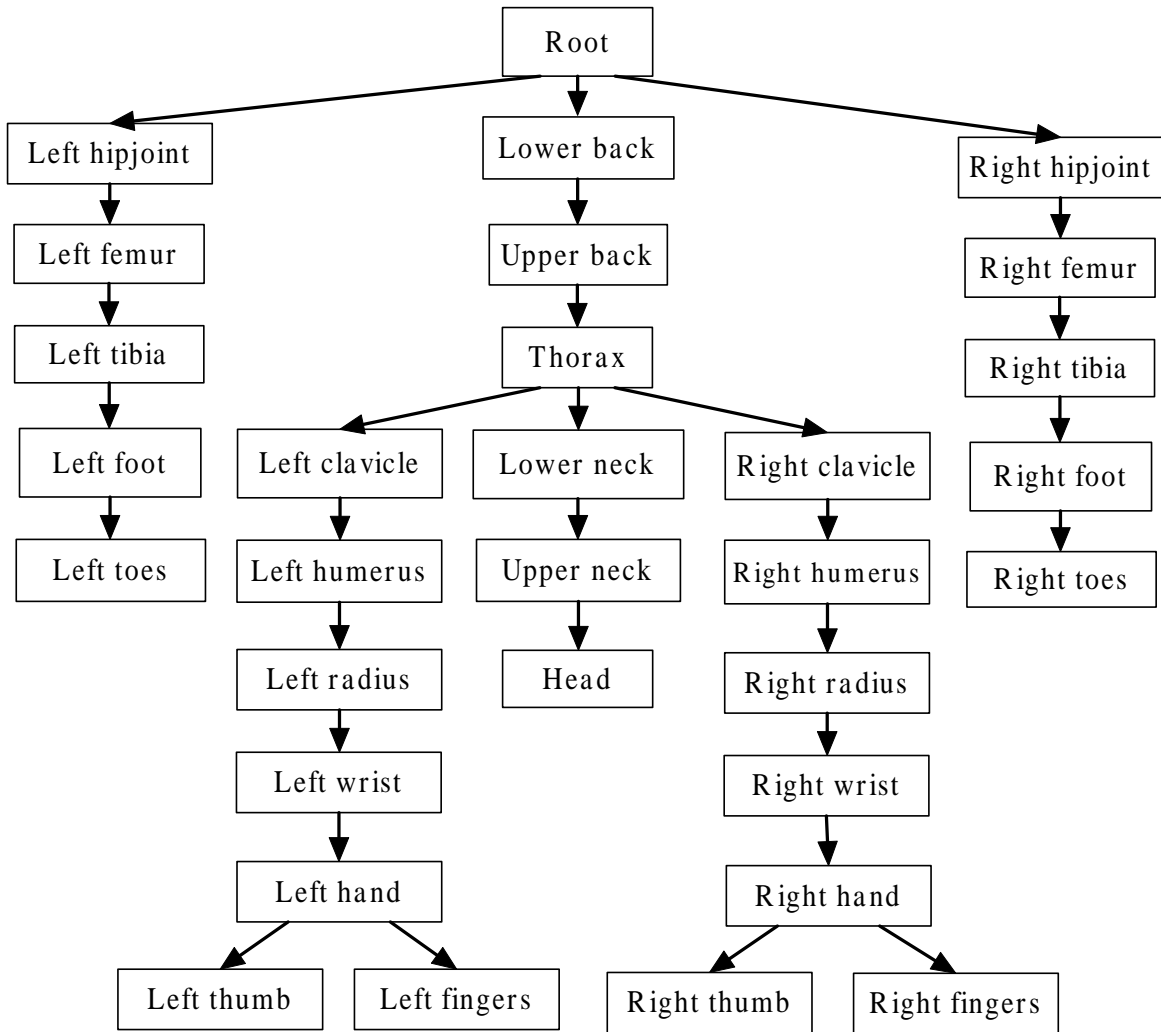 Root
Left hipjoint
Lower back
Right hipjoint
Left femur
Upper back
Right femur
Left tibia
Thorax
Right tibia
Left foot
Left clavicle
Lower neck
Right clavicle
Right foot
Left toes
Left humerus
Upper neck
Right humerus
Right toes
Left radius
Head
Right radius
Left wrist
Right wrist
Left hand
Right hand
Left thumb
Left fingers
Right thumb
Right fingers